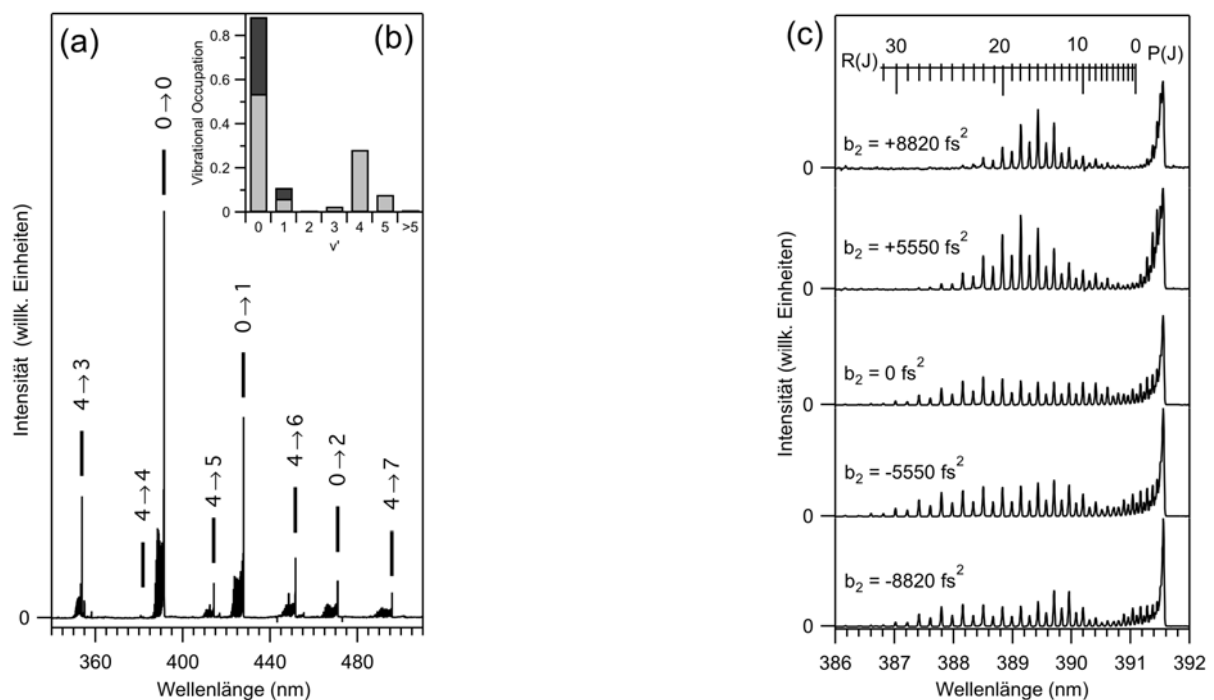 (a)
(b)
0.8
0.6
0.4
0.2
0
Vibrational Occupation
0
1
2
3
4
5
>5
v'
4→3
4→4
0→0
4→5
0→1
4→6
0→2
4→7
Intensität (willk. Einheiten)
0
360
400
440
480
Wellenlänge (nm)
(c)
30
20
10
0
R(J)
P(J)
b₂ = +8820 fs²
0
b₂ = +5550 fs²
0
b₂ = 0 fs²
0
b₂ = -5550 fs²
0
b₂ = -8820 fs²
0
Intensität (willk. Einheiten)
386
387
388
389
390
391
392
Wellenlänge (nm)